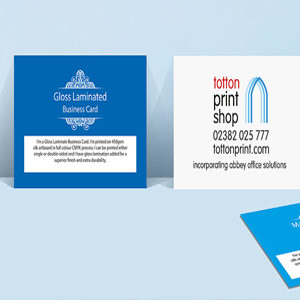 Gloss Laminated
Business Card
I'm a Gloss Laminate Business Card. I'm printed on 450gsm
silk artboard in full colour CMYK process. I can be printed either
single or double sided and I have gloss lamination added for a
superior finish and extra durability.
totton
print
shop
02382 025 777
tottonprint.com
incorporating abbey office solutions